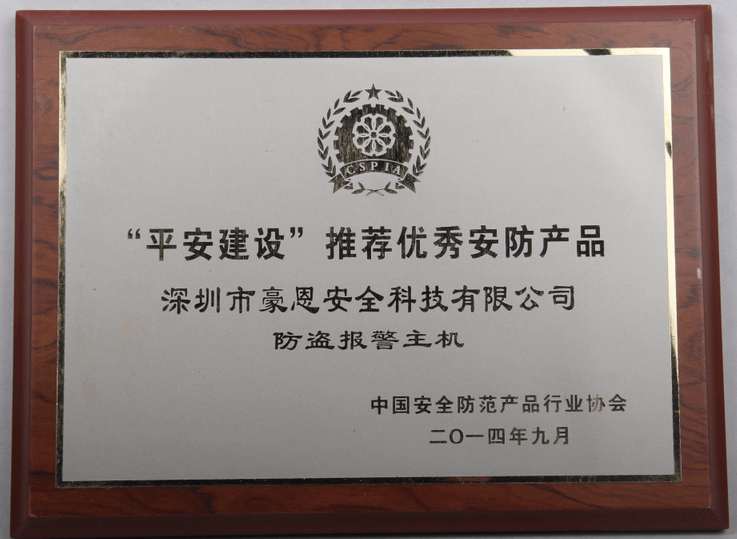 CSPIA
“平安建设”推荐优秀安防产品
深圳市豪恩安全科技有限公司
防盗报警主机
中国安全防范产品行业协会
二〇一四年九月